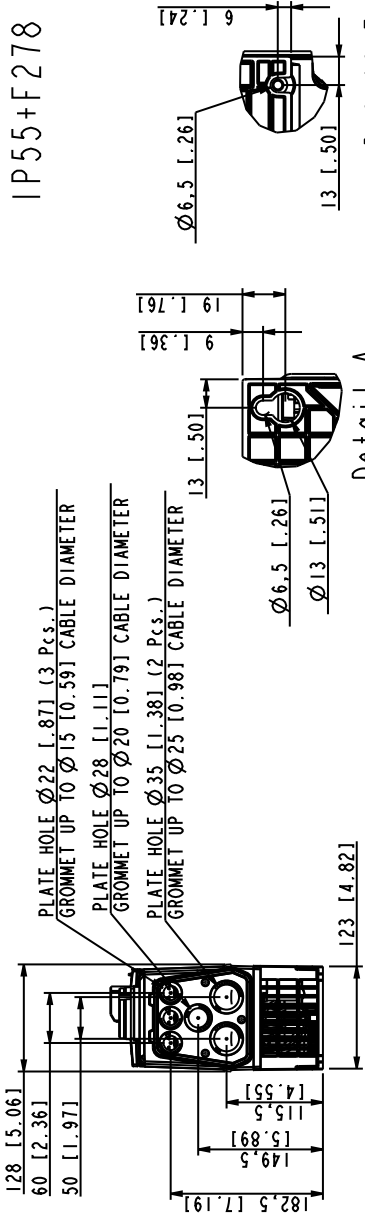 IP55+F278
PLATE HOLE Ø22 [.87] (3 Pcs.)
GROMMET UP TO Ø15 [0.59] CABLE DIAMETER
PLATE HOLE Ø28 [1.11]
GROMMET UP TO Ø20 [0.79] CABLE DIAMETER
PLATE HOLE Ø35 [1.38] (2 Pcs.)
GROMMET UP TO Ø25 [0.98] CABLE DIAMETER
128 [5.06]
60 [2.36]
50 [1.97]
115,5
[4.55]
149,5
[5.89]
182,5 [7.19]
123 [4.82]
13 [.50]
9 [.36]
19 [.76]
Ø6,5 [.26]
Ø13 [.51]
Detail A
Ø6,5 [.26]
6 [.24]
13 [.50]